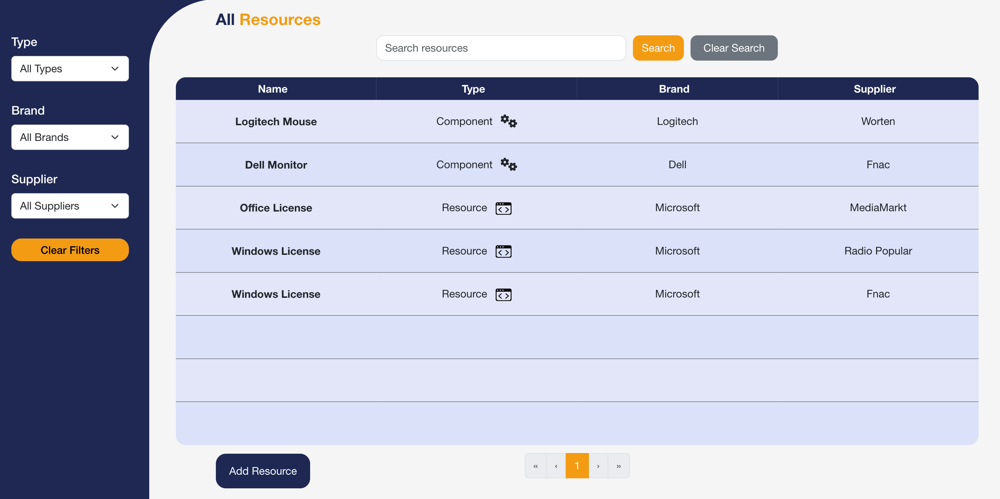 All Resources
Type
All Types
Brand
All Brands
Supplier
All Suppliers
Clear Filters
Search resources Search Clear Search
Name Type Brand Supplier
Logitech Mouse Component Logitech Worten
Dell Monitor Component Dell Fnac
Office License Resource Microsoft MediaMarkt
Windows License Resource Microsoft Radio Popular
Windows License Resource Microsoft Fnac
Add Resource
« ‹ 1 › »